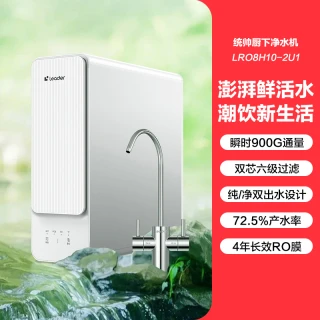 Leader
统帅厨下净水机
LRO8H10-2U1
澎湃鲜活水
潮饮新生活
瞬时900G通量
双芯六级过滤
纯/净双出水设计
72.5%产水率
4年长效RO膜